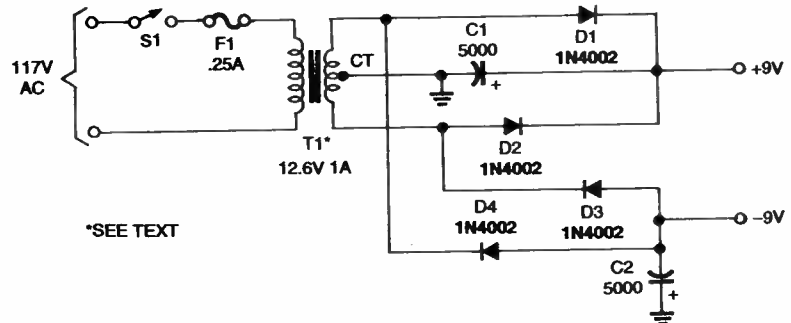 117V
AC
S1
F1
.25A
T1*
12.6V 1A
CT
C1
5000
+
D1
1N4002
+9V
D2
1N4002
D3
1N4002
D4
1N4002
-9V
C2
5000
+
*SEE TEXT